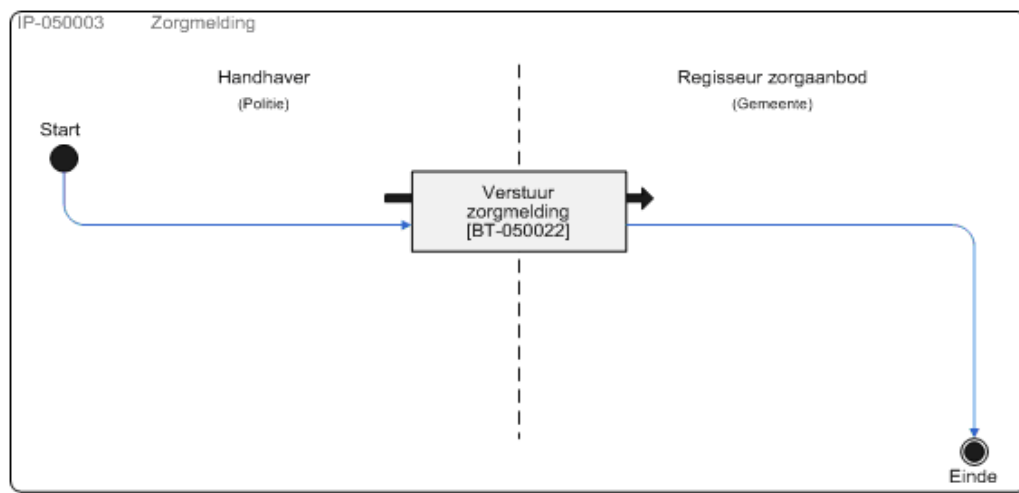 IP-050003 Zorgmelding
Handhaver
(Politie)
Regisseur zorgaanbod
(Gemeente)
Start
Verstuur
zorgmelding
[BT-050022]
Einde